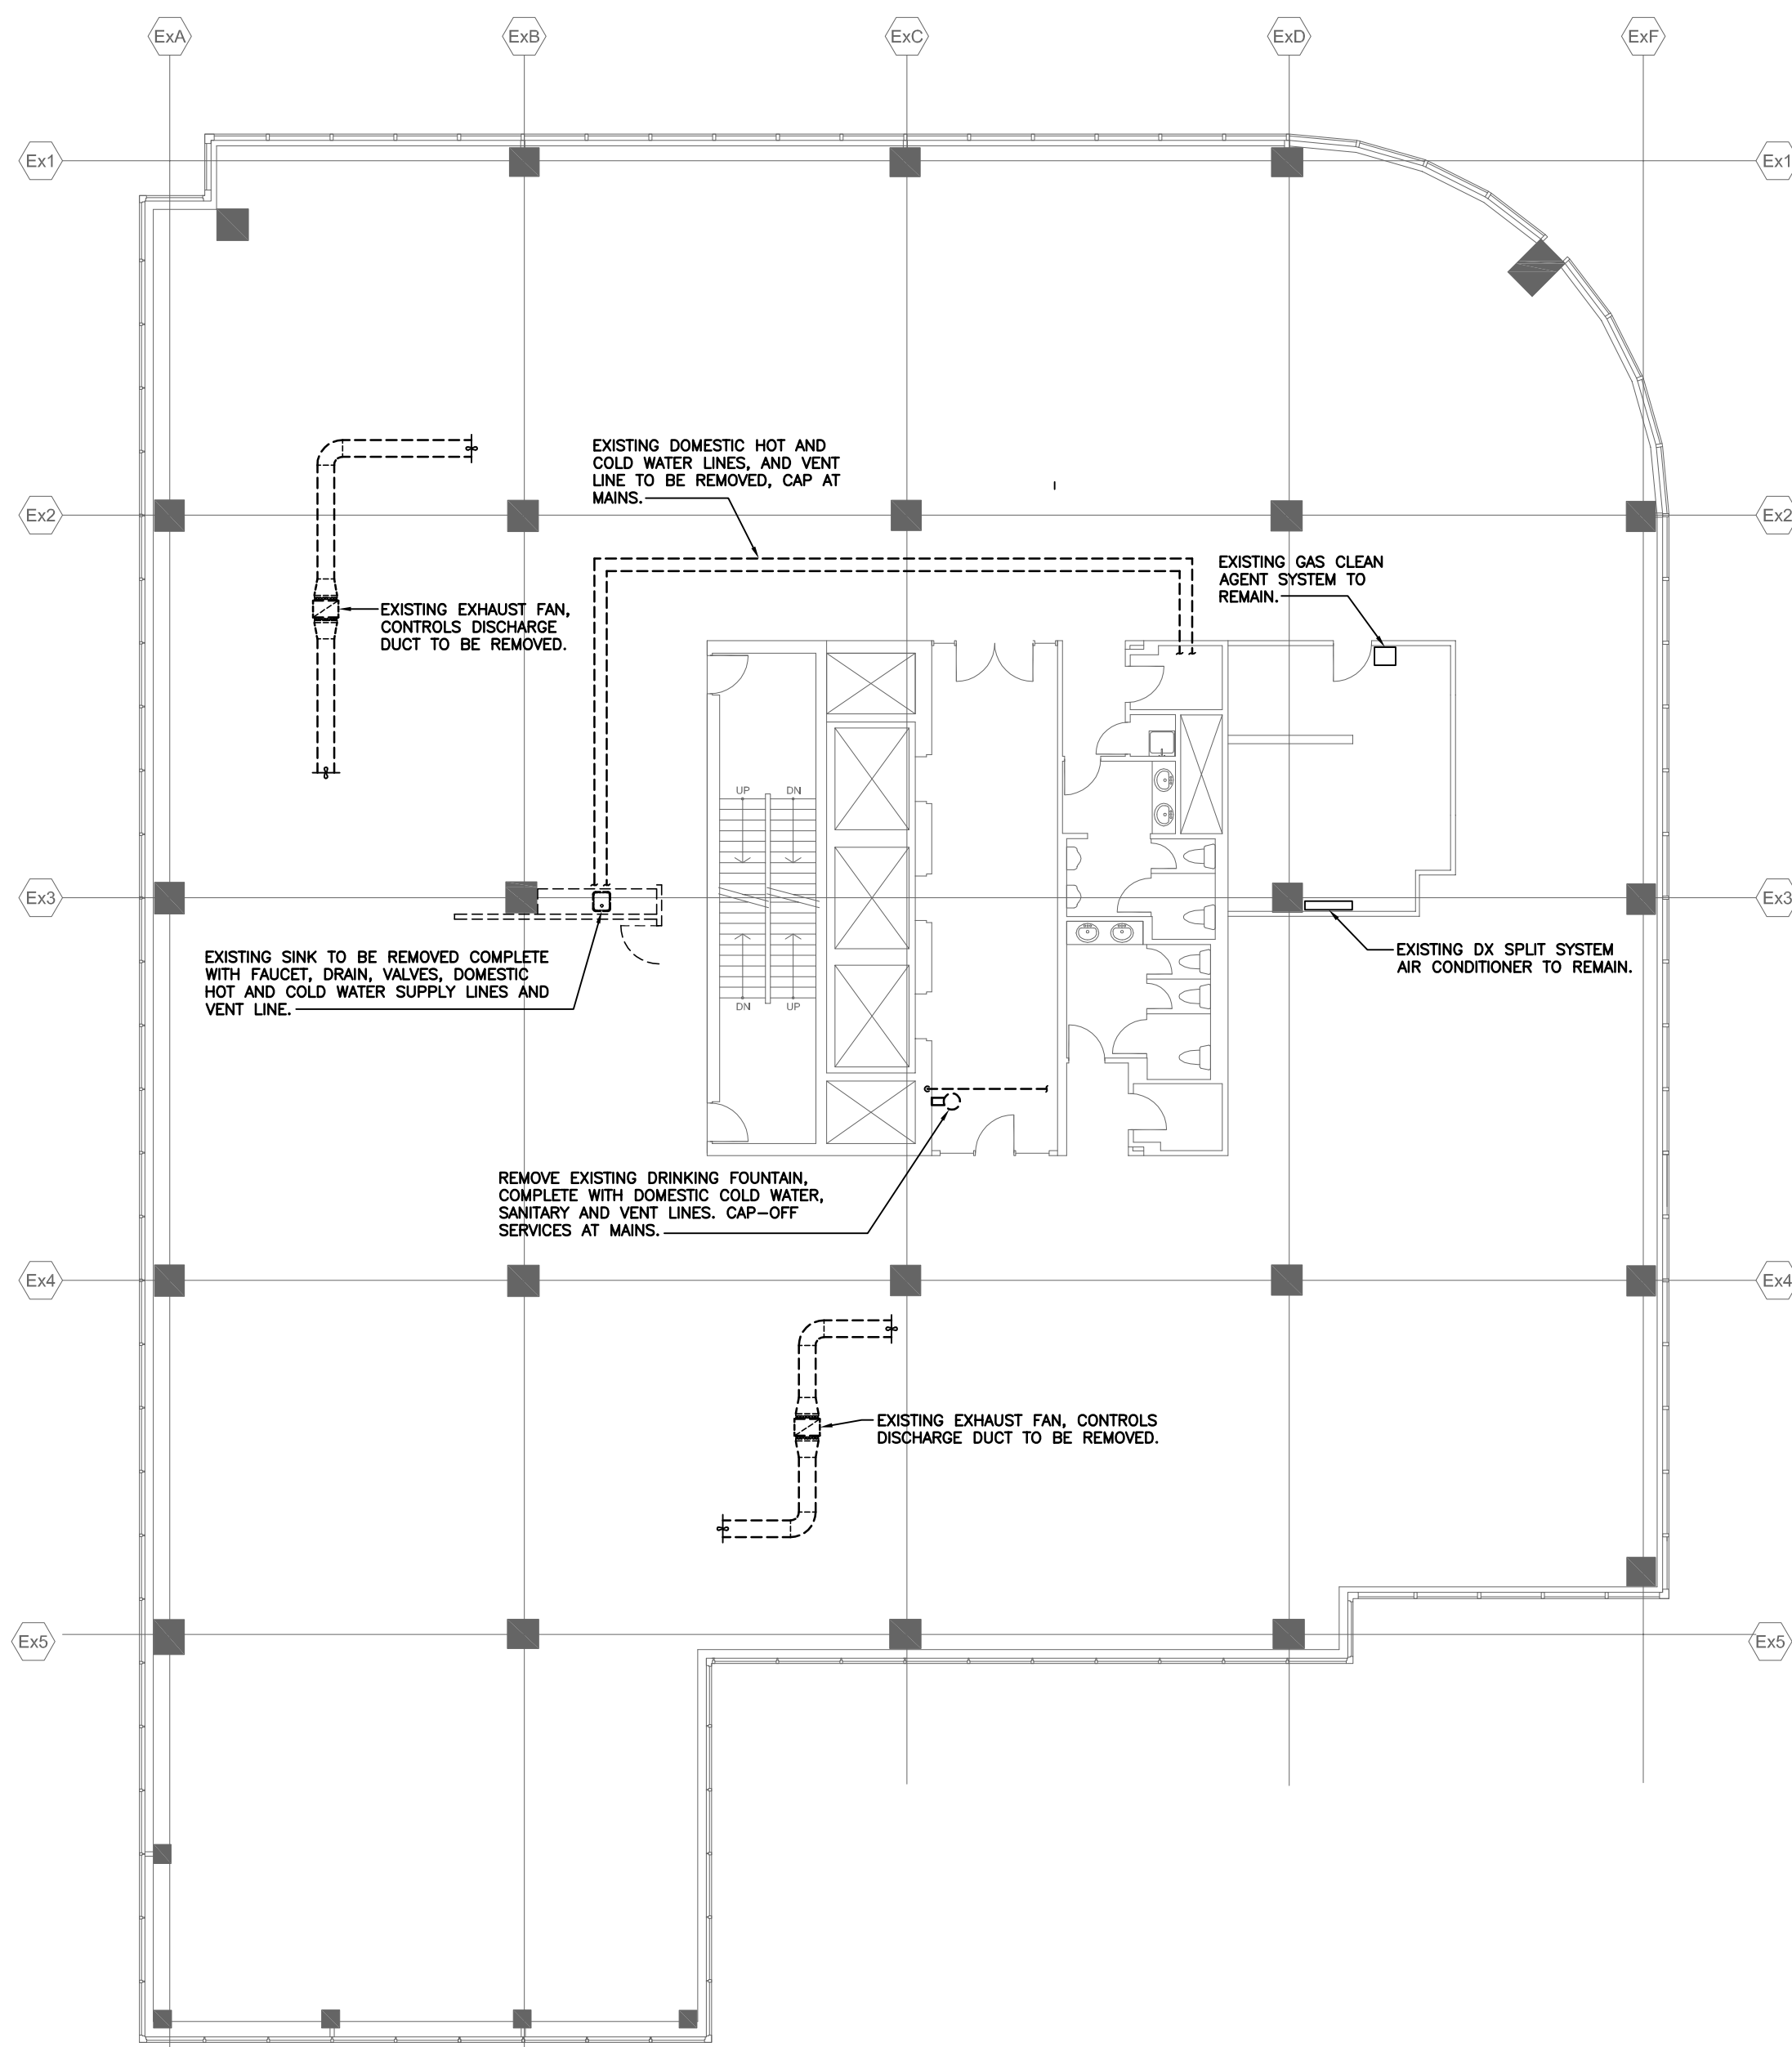 ExA
ExB
ExC
ExD
ExF
Ex1
Ex1
EXISTING DOMESTIC HOT AND
COLD WATER LINES, AND VENT
LINE TO BE REMOVED, CAP AT
MAINS.
Ex2
Ex2
EXISTING GAS CLEAN
AGENT SYSTEM TO
REMAIN.
EXISTING EXHAUST FAN,
CONTROLS DISCHARGE
DUCT TO BE REMOVED.
UP
DN
Ex3
Ex3
EXISTING SINK TO BE REMOVED COMPLETE
WITH FAUCET, DRAIN, VALVES, DOMESTIC
HOT AND COLD WATER SUPPLY LINES AND
VENT LINE.
EXISTING DX SPLIT SYSTEM
AIR CONDITIONER TO REMAIN.
DN
UP
REMOVE EXISTING DRINKING FOUNTAIN,
COMPLETE WITH DOMESTIC COLD WATER,
SANITARY AND VENT LINES. CAP-OFF
SERVICES AT MAINS.
Ex4
Ex4
EXISTING EXHAUST FAN, CONTROLS
DISCHARGE DUCT TO BE REMOVED.
Ex5
Ex5